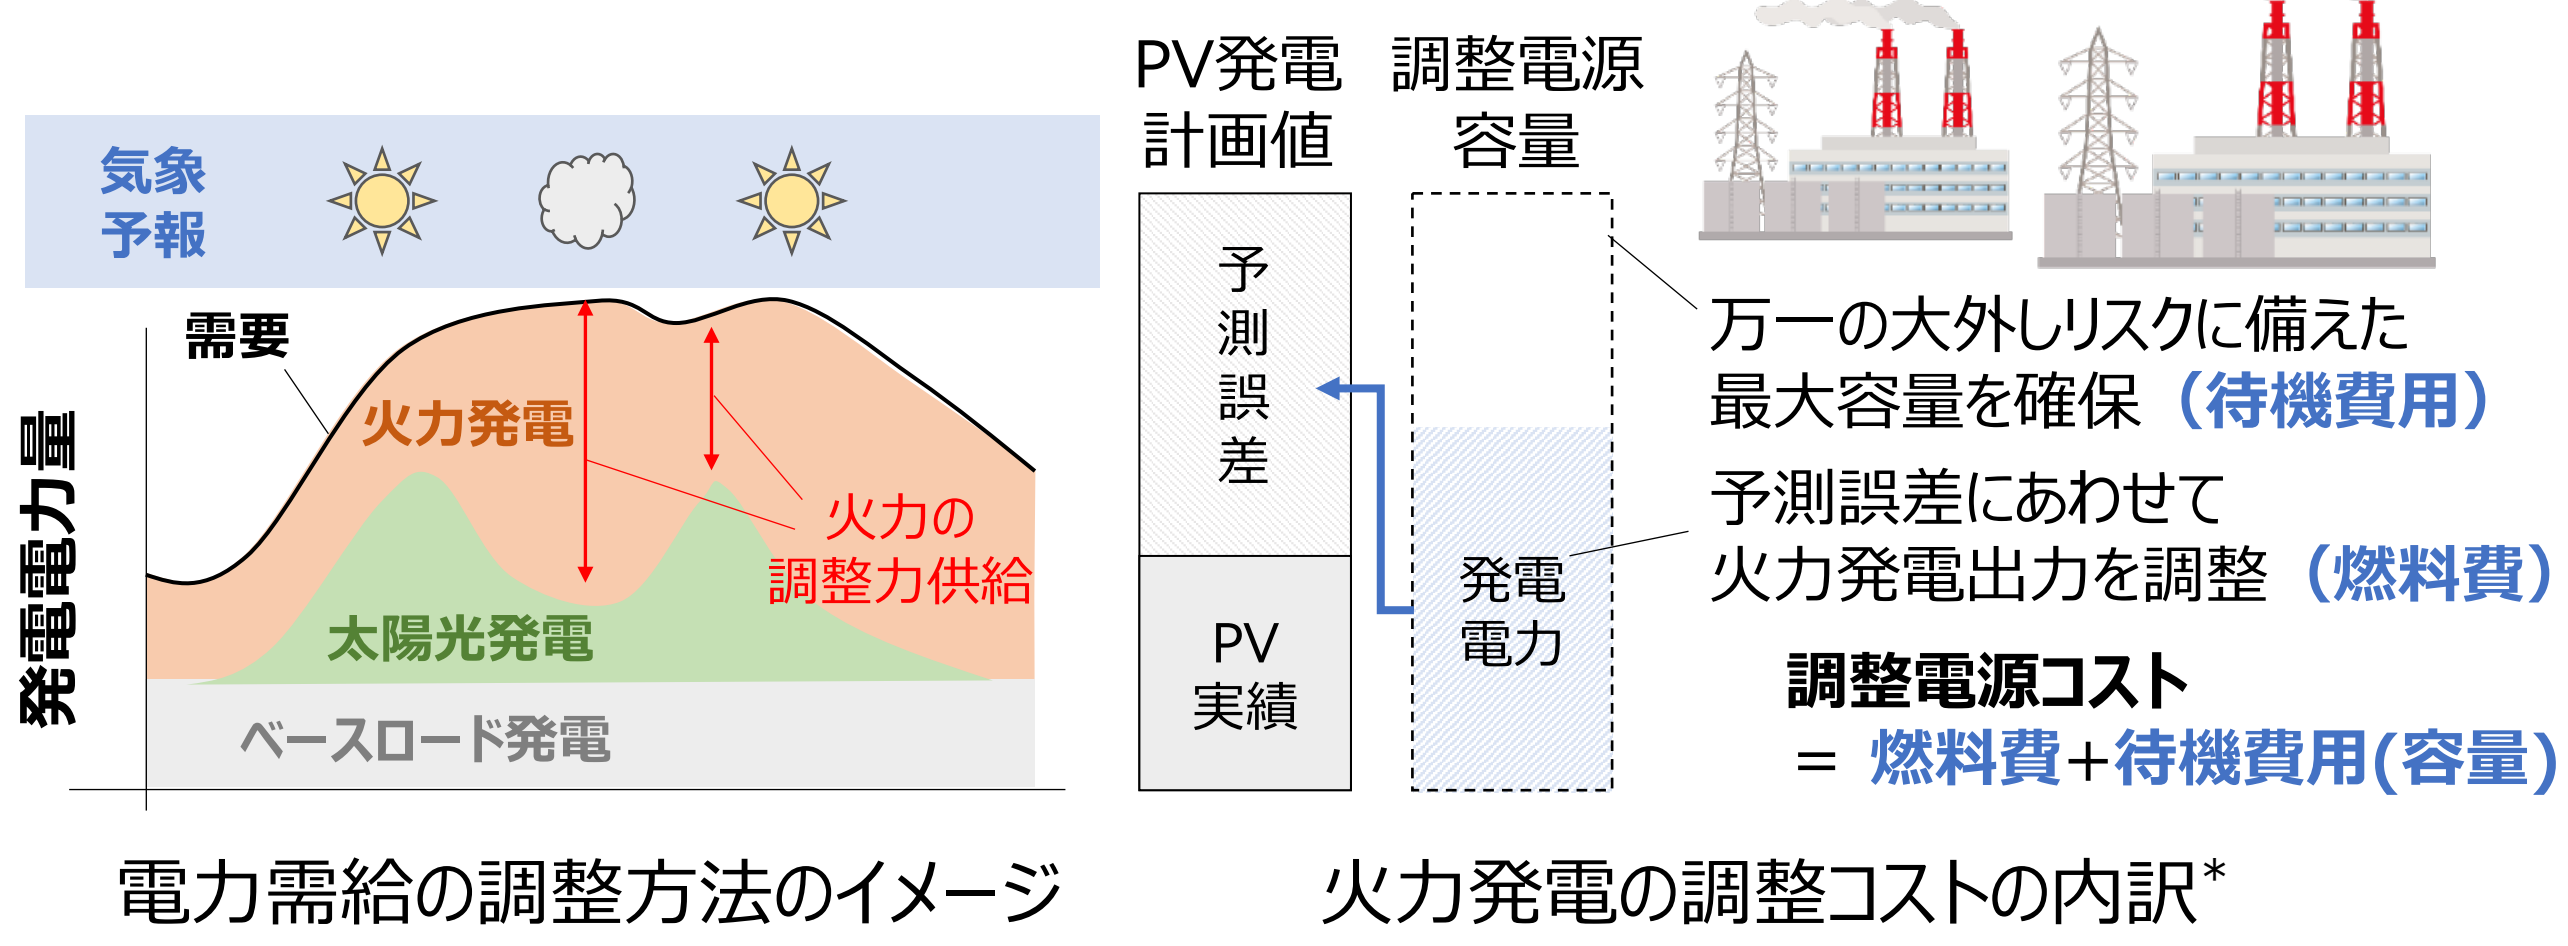 気象
予報
需要
火力発電
火力の
調整力供給
太陽光発電
ベースロード発電
発電電力量
電力需給の調整方法のイメージ
PV発電
計画値
調整電源
容量
予
測
誤
差
PV
実績
発電
電力
万一の大外しリスクに備えた
最大容量を確保（待機費用）
予測誤差にあわせて
火力発電出力を調整（燃料費）
調整電源コスト
= 燃料費+待機費用(容量)
火力発電の調整コストの内訳*